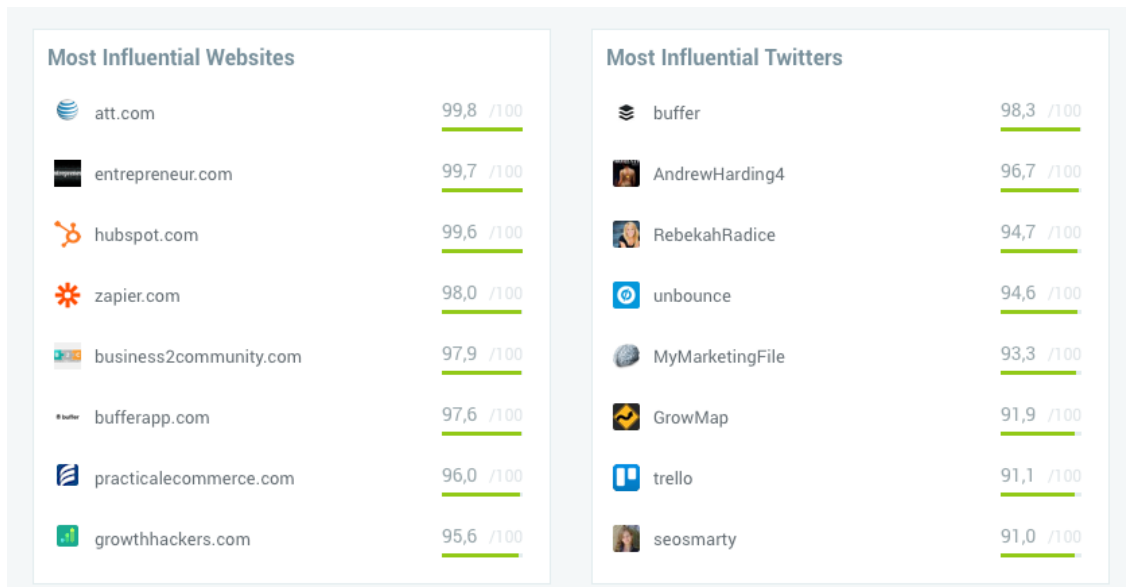 Most Influential Websites
att.com 99,8 /100
entrepreneur.com 99,7 /100
hubspot.com 99,6 /100
zapier.com 98,0 /100
business2community.com 97,9 /100
buffer
bufferapp.com 97,6 /100
practicalecommerce.com 96,0 /100
growthhackers.com 95,6 /100
Most Influential Twitters
buffer 98,3 /100
AndrewHarding4 96,7 /100
RebekahRadice 94,7 /100
unbounce 94,6 /100
MyMarketingFile 93,3 /100
GrowMap 91,9 /100
trello 91,1 /100
seosmarty 91,0 /100